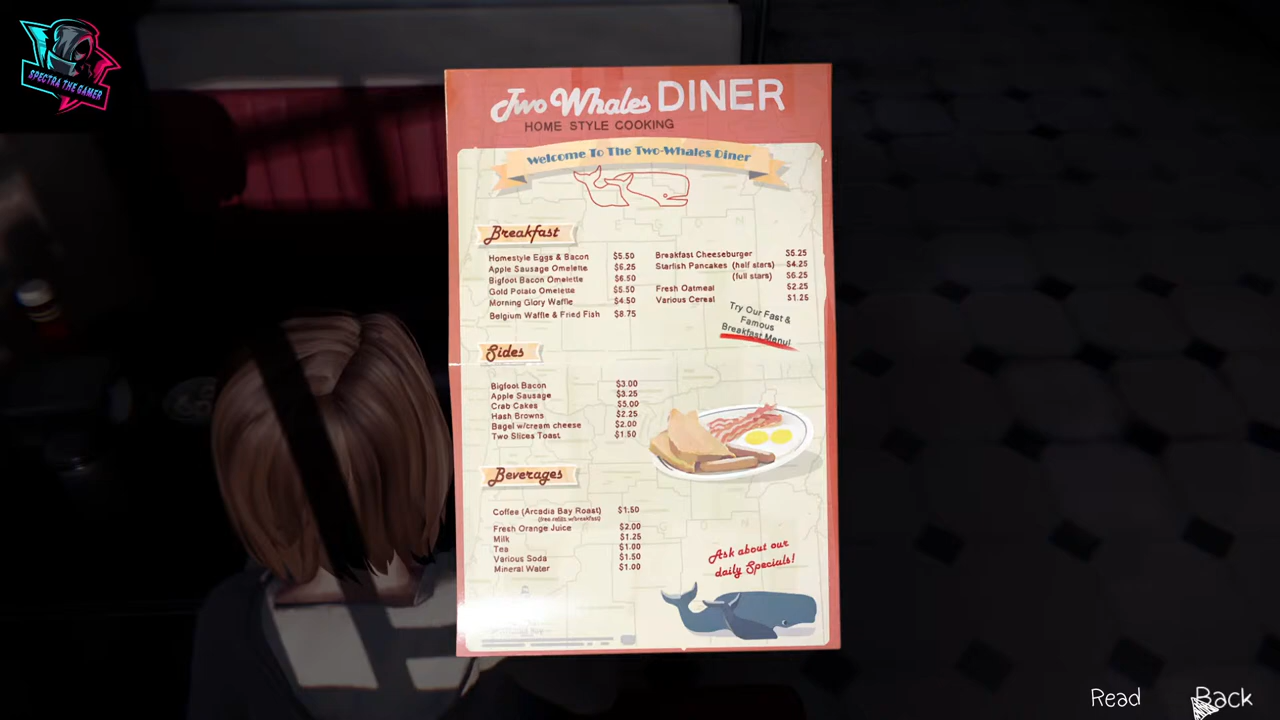 SPECTRA THE GAMER
Two Whales DINER
HOME STYLE COOKING
Welcome To The Two-Whales Diner
Breakfast
Homestyle Eggs & Bacon $5.50
Apple Sausage Omelette $6.25
Bigfoot Bacon Omelette $6.50
Gold Potato Omelette $5.50
Morning Glory Waffle $4.50
Belgium Waffle & Fried Fish $8.75
Breakfast Cheeseburger $5.25
Starfish Pancakes (half stars) $4.25
(full stars) $6.25
Fresh Oatmeal $2.25
Various Cereal $1.25
Try Our Fast &
Famous
Breakfast Menu!
Sides
Bigfoot Bacon $3.00
Apple Sausage $3.25
Crab Cakes $5.00
Hash Browns $2.25
Bagel w/cream cheese $2.00
Two Slices Toast $1.50
Beverages
Coffee (Arcadia Bay Roast) $1.50
(free refills w/breakfast)
Fresh Orange Juice $2.00
Milk $1.25
Tea $1.00
Various Soda $1.50
Mineral Water $1.00
Ask about our
daily Specials!
Read Back